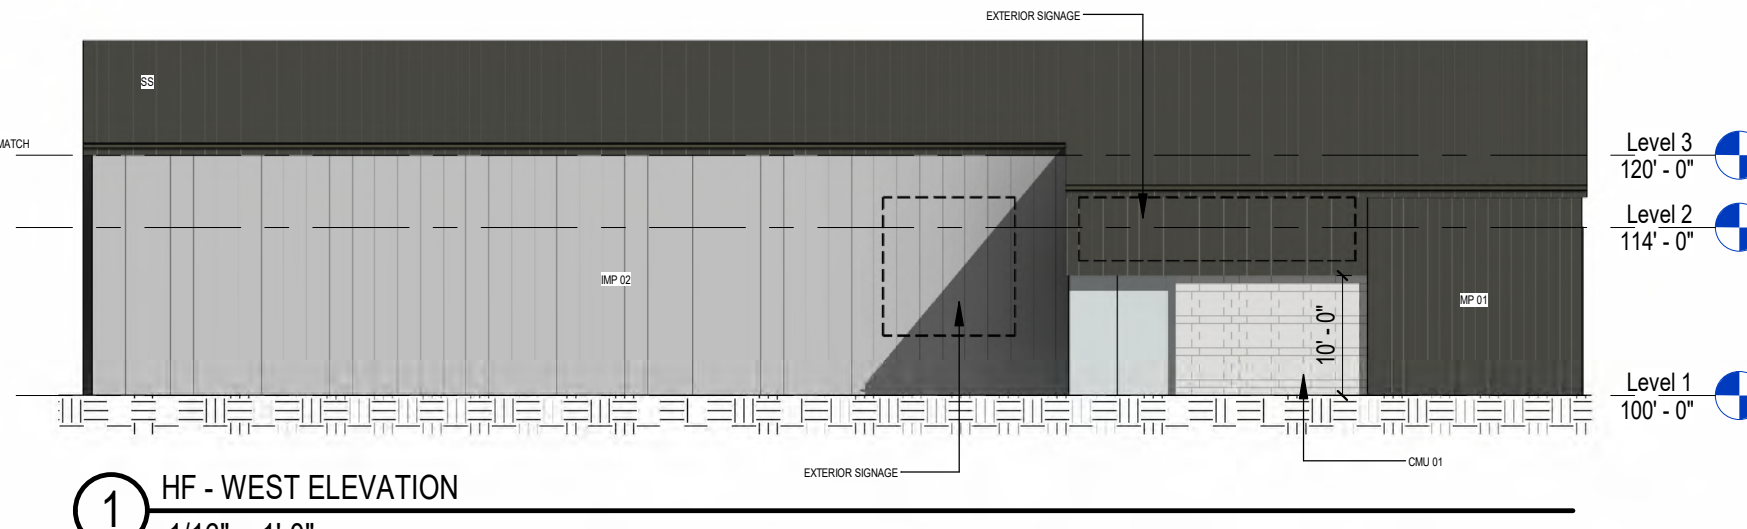 EXTERIOR SIGNAGE
SS
MATCH
Level 3
120' - 0"
Level 2
114' - 0"
IMP 02
MP 01
10' - 0"
Level 1
100' - 0"
CMU 01
EXTERIOR SIGNAGE
1
HF - WEST ELEVATION